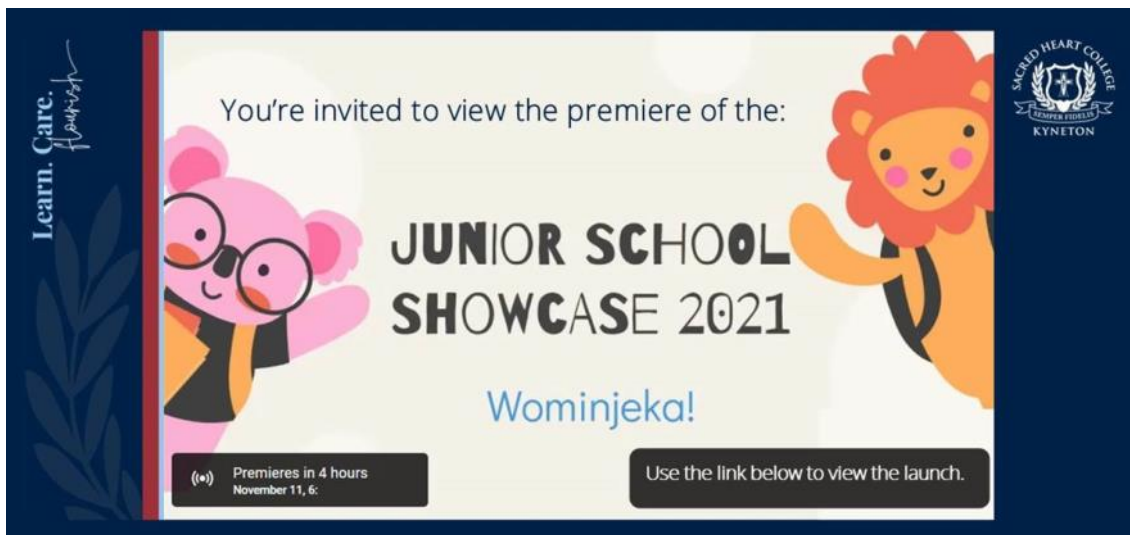 Learn. Care.
flourish
You're invited to view the premiere of the:
JUNIOR SCHOOL
SHOWCASE 2021
Wominjeka!
Premieres in 4 hours
November 11, 6:
Use the link below to view the launch.
SACRED HEART COLLEGE
SEMPER FIDELIS
KYNETON